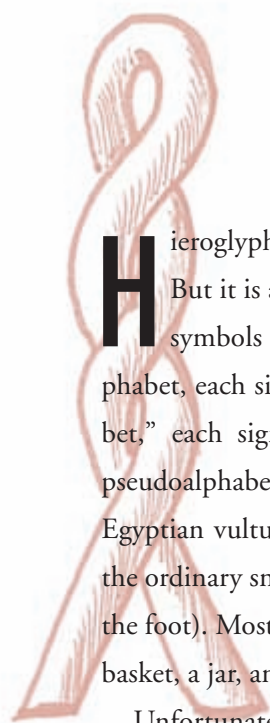 Hieroglyph
But it is a
symbols
phabet, each si
bet,” each sig
pseudoalphabe
Egyptian vultu
the ordinary sn
the foot). Most
basket, a jar, an
Unfortunate